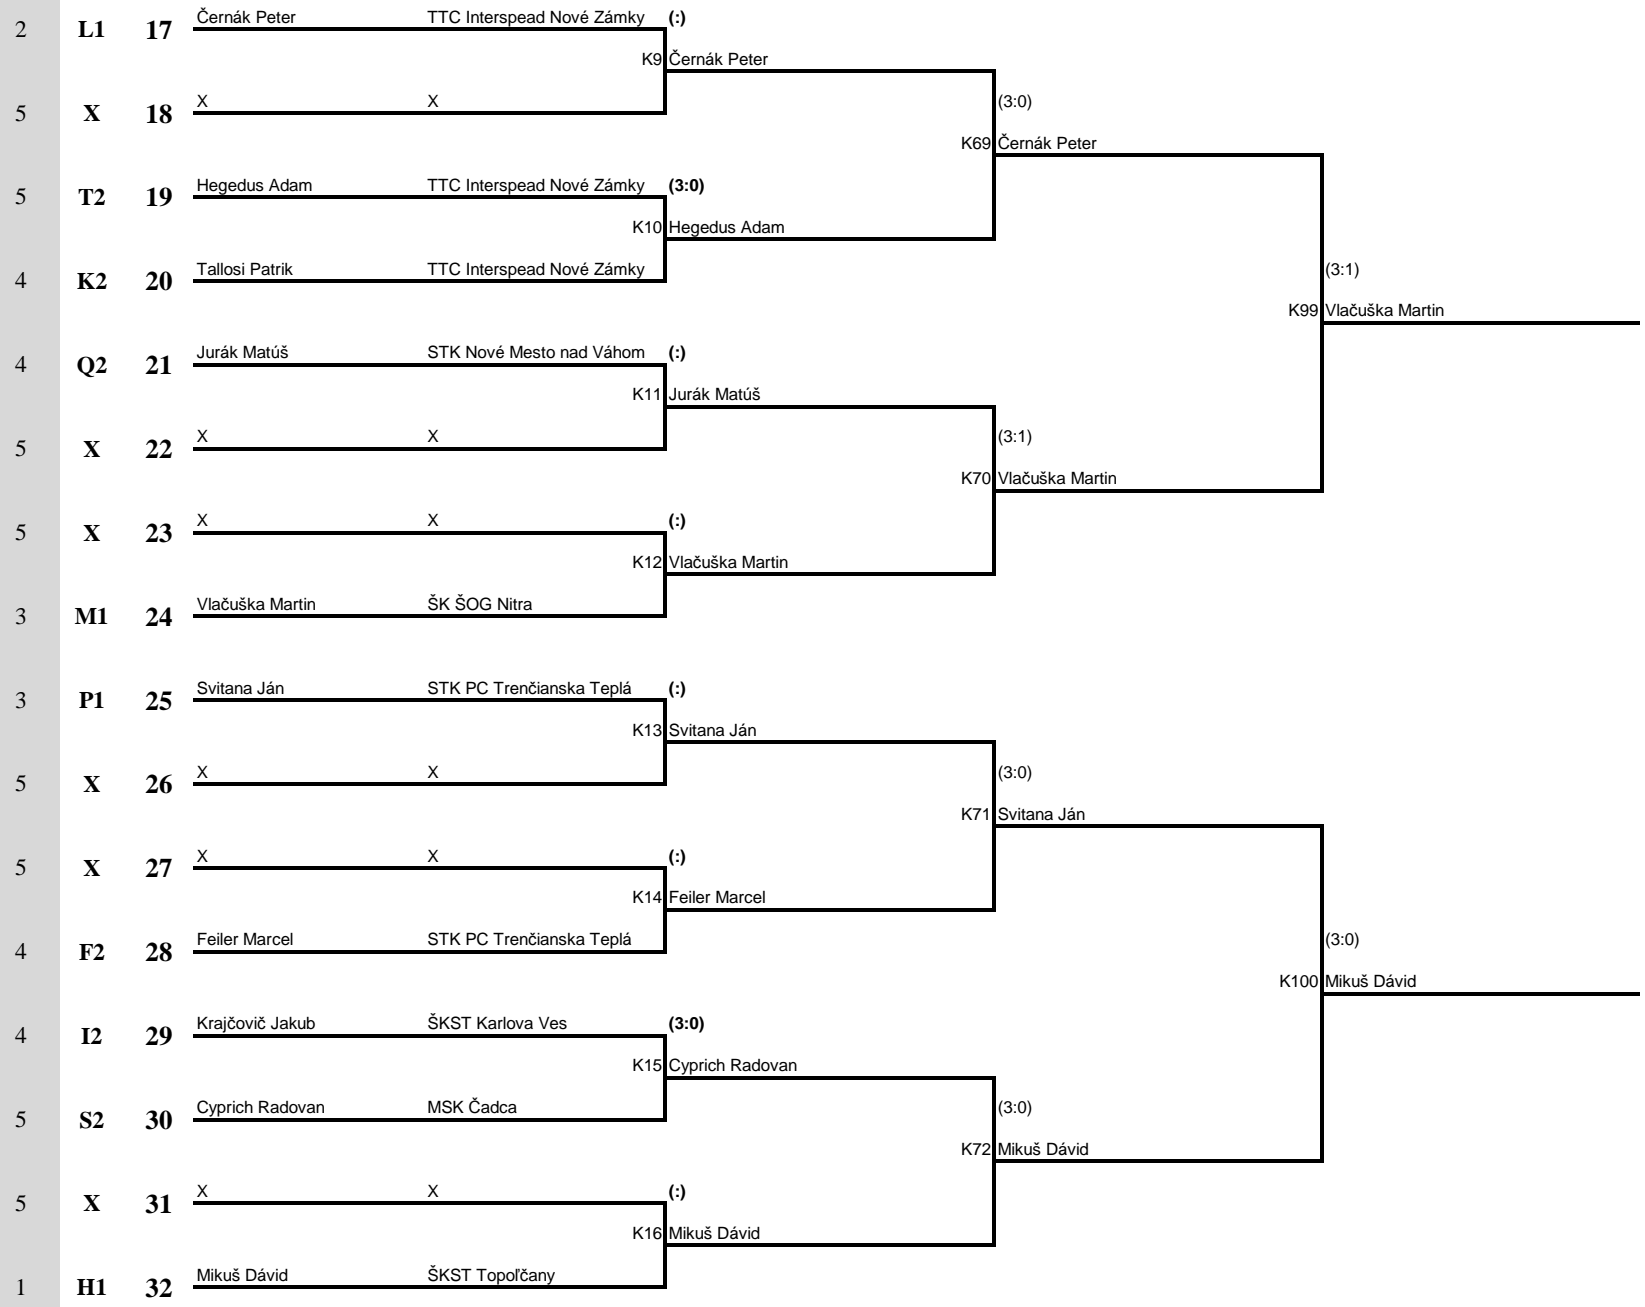 2 L1 17 Černák Peter TTC Interspead Nové Zámky (:)
K9 Černák Peter
5 X 18 X X (3:0)
K69 Černák Peter
5 T2 19 Hegedus Adam TTC Interspead Nové Zámky (3:0)
K10 Hegedus Adam
4 K2 20 Tallosi Patrik TTC Interspead Nové Zámky (3:1)
K99 Vlačuška Martin
4 Q2 21 Jurák Matúš STK Nové Mesto nad Váhom (:)
K11 Jurák Matúš
5 X 22 X X (3:1)
K70 Vlačuška Martin
5 X 23 X X (:)
K12 Vlačuška Martin
3 M1 24 Vlačuška Martin ŠK ŠOG Nitra
3 P1 25 Svitana Ján STK PC Trenčianska Teplá (:)
K13 Svitana Ján
5 X 26 X X (3:0)
K71 Svitana Ján
5 X 27 X X (:)
K14 Feiler Marcel
4 F2 28 Feiler Marcel STK PC Trenčianska Teplá (3:0)
K100 Mikuš Dávid
4 I2 29 Krajčovič Jakub ŠKST Karlova Ves (3:0)
K15 Cyprich Radovan
5 S2 30 Cyprich Radovan MSK Čadca (3:0)
K72 Mikuš Dávid
5 X 31 X X (:)
K16 Mikuš Dávid
1 H1 32 Mikuš Dávid ŠKST Topoľčany